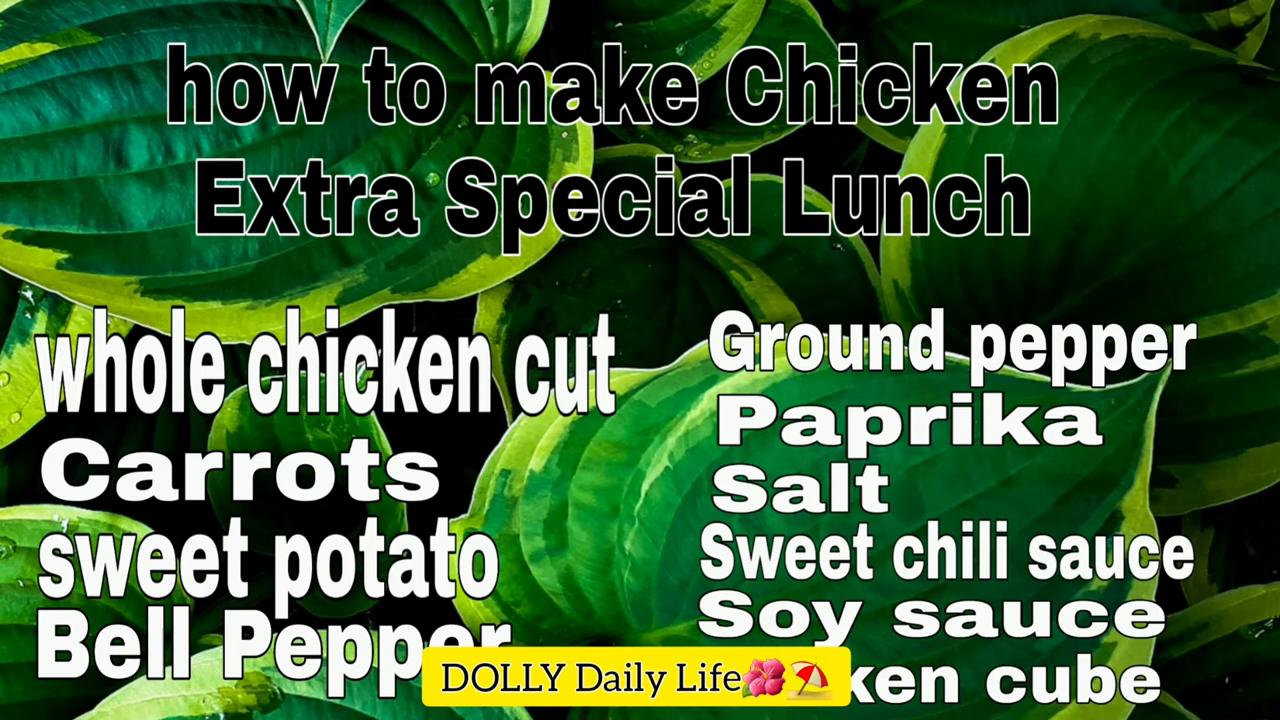 how to make Chicken
Extra Special Lunch
whole chicken cut
Carrots
sweet potato
Bell Pepper
Ground pepper
Paprika
Salt
Sweet chili sauce
Soy sauce
ken cube
DOLLY Daily Life🌺⛱️